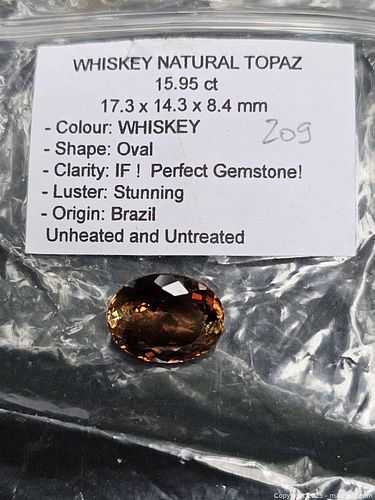 WHISKEY NATURAL TOPAZ
15.95 ct
17.3 x 14.3 x 8.4 mm
- Colour: WHISKEY
209
- Shape: Oval
- Clarity: IF ! Perfect Gemstone!
- Luster: Stunning
- Origin: Brazil
Unheated and Untreated